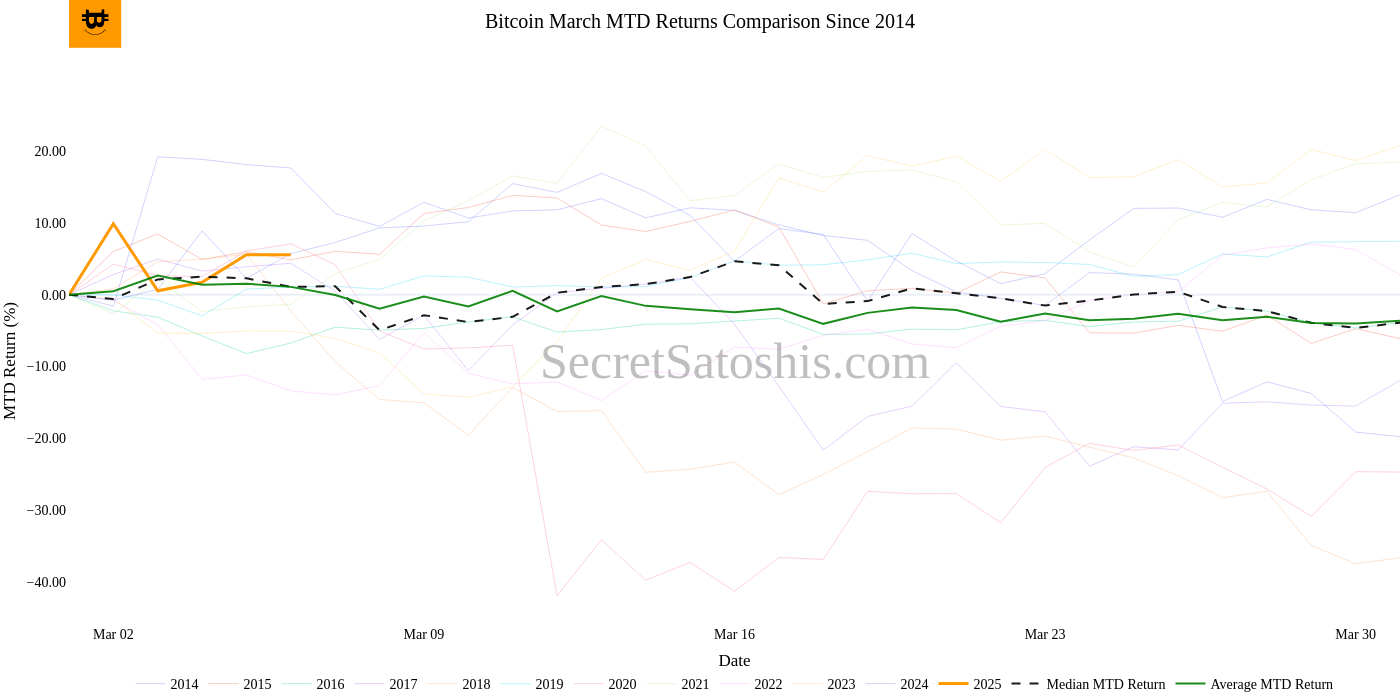 Bitcoin March MTD Returns Comparison Since 2014
20.00
10.00
0.00
−10.00
−20.00
−30.00
−40.00
MTD Return (%)
SecretSatoshis.com
Mar 02
Mar 09
Mar 16
Mar 23
Mar 30
Date
2014 2015 2016 2017 2018 2019 2020 2021 2022 2023 2024 2025 Median MTD Return Average MTD Return